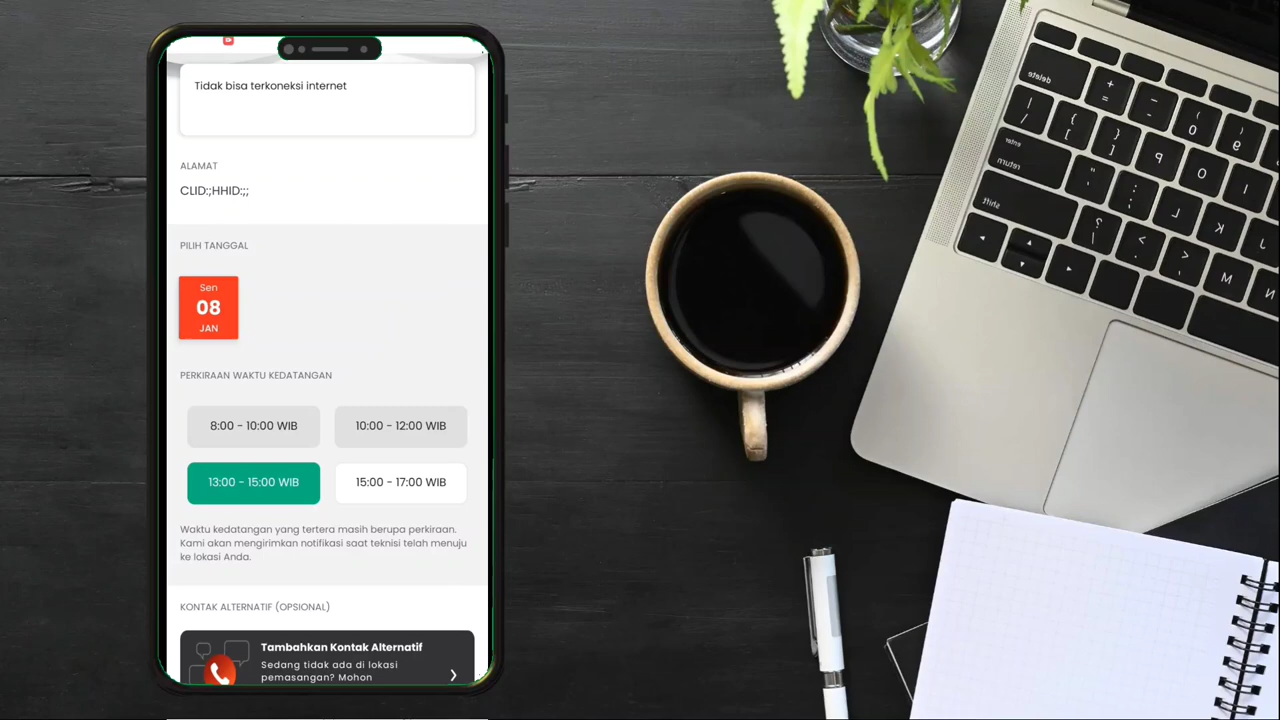 Tidak bisa terkoneksi internet
ALAMAT
CLID:;HHID:;;
PILIH TANGGAL
Sen
08
JAN
PERKIRAAN WAKTU KEDATANGAN
8:00 - 10:00 WIB
10:00 - 12:00 WIB
13:00 - 15:00 WIB
15:00 - 17:00 WIB
Waktu kedatangan yang tertera masih berupa perkiraan.
Kami akan mengirimkan notifikasi saat teknisi telah menuju
ke lokasi Anda.
KONTAK ALTERNATIF (OPSIONAL)
Tambahkan Kontak Alternatif
Sedang tidak ada di lokasi
pemasangan? Mohon